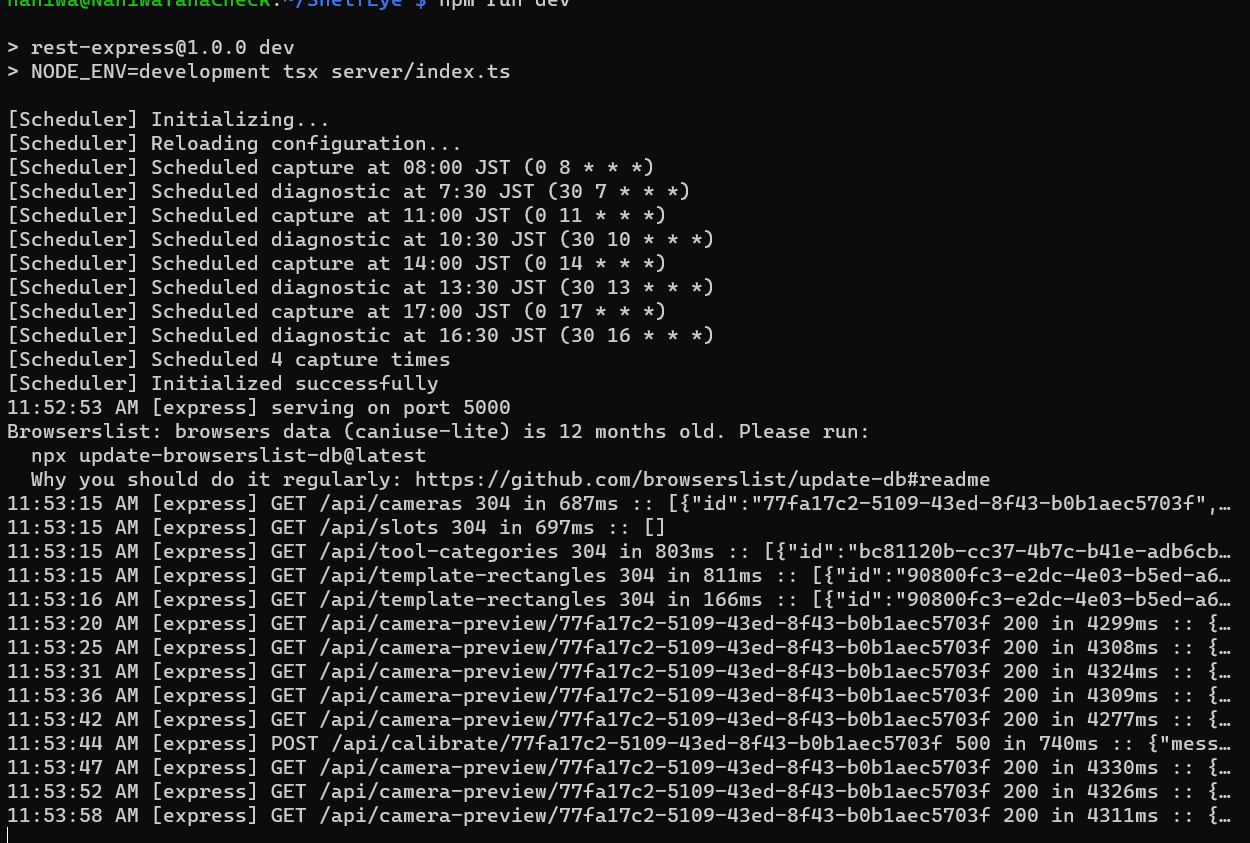 naniwa@NaniwaTanaCheck:~/ShelfEye $ npm run dev

> rest-express@1.0.0 dev
> NODE_ENV=development tsx server/index.ts

[Scheduler] Initializing...
[Scheduler] Reloading configuration...
[Scheduler] Scheduled capture at 08:00 JST (0 8 * * *)
[Scheduler] Scheduled diagnostic at 7:30 JST (30 7 * * *)
[Scheduler] Scheduled capture at 11:00 JST (0 11 * * *)
[Scheduler] Scheduled diagnostic at 10:30 JST (30 10 * * *)
[Scheduler] Scheduled capture at 14:00 JST (0 14 * * *)
[Scheduler] Scheduled diagnostic at 13:30 JST (30 13 * * *)
[Scheduler] Scheduled capture at 17:00 JST (0 17 * * *)
[Scheduler] Scheduled diagnostic at 16:30 JST (30 16 * * *)
[Scheduler] Scheduled 4 capture times
[Scheduler] Initialized successfully
11:52:53 AM [express] serving on port 5000
Browserslist: browsers data (caniuse-lite) is 12 months old. Please run:
  npx update-browserslist-db@latest
  Why you should do it regularly: https://github.com/browserslist/update-db#readme
11:53:15 AM [express] GET /api/cameras 304 in 687ms :: [{"id":"77fa17c2-5109-43ed-8f43-b0b1aec5703f",…
11:53:15 AM [express] GET /api/slots 304 in 697ms :: []
11:53:15 AM [express] GET /api/tool-categories 304 in 803ms :: [{"id":"bc81120b-cc37-4b7c-b41e-adb6cb…
11:53:15 AM [express] GET /api/template-rectangles 304 in 811ms :: [{"id":"90800fc3-e2dc-4e03-b5ed-a6…
11:53:16 AM [express] GET /api/template-rectangles 304 in 166ms :: [{"id":"90800fc3-e2dc-4e03-b5ed-a6…
11:53:20 AM [express] GET /api/camera-preview/77fa17c2-5109-43ed-8f43-b0b1aec5703f 200 in 4299ms :: {…
11:53:25 AM [express] GET /api/camera-preview/77fa17c2-5109-43ed-8f43-b0b1aec5703f 200 in 4308ms :: {…
11:53:31 AM [express] GET /api/camera-preview/77fa17c2-5109-43ed-8f43-b0b1aec5703f 200 in 4324ms :: {…
11:53:36 AM [express] GET /api/camera-preview/77fa17c2-5109-43ed-8f43-b0b1aec5703f 200 in 4309ms :: {…
11:53:42 AM [express] GET /api/camera-preview/77fa17c2-5109-43ed-8f43-b0b1aec5703f 200 in 4277ms :: {…
11:53:44 AM [express] POST /api/calibrate/77fa17c2-5109-43ed-8f43-b0b1aec5703f 500 in 740ms :: {"mess…
11:53:47 AM [express] GET /api/camera-preview/77fa17c2-5109-43ed-8f43-b0b1aec5703f 200 in 4330ms :: {…
11:53:52 AM [express] GET /api/camera-preview/77fa17c2-5109-43ed-8f43-b0b1aec5703f 200 in 4326ms :: {…
11:53:58 AM [express] GET /api/camera-preview/77fa17c2-5109-43ed-8f43-b0b1aec5703f 200 in 4311ms :: {…